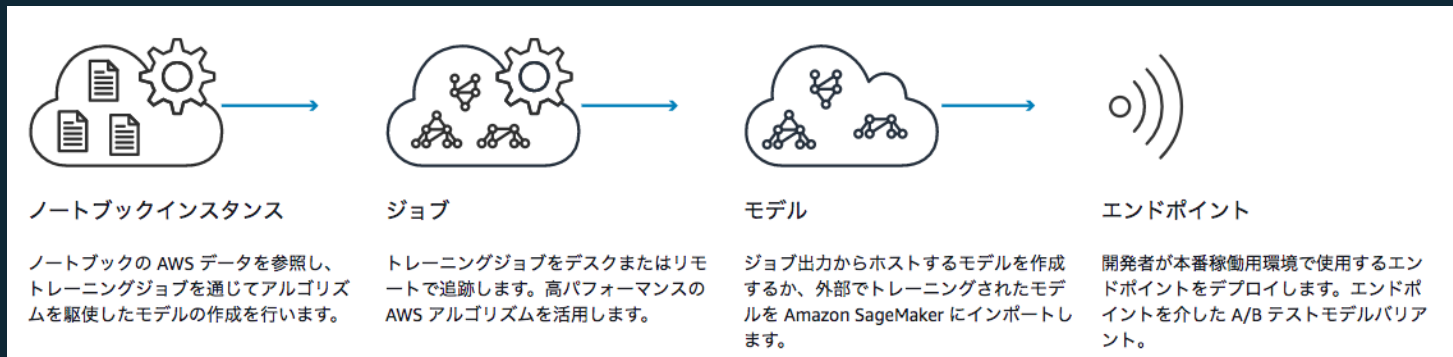 ノートブックインスタンス
ノートブックの AWS データを参照し、
トレーニングジョブを通じてアルゴリズ
ムを駆使したモデルの作成を行います。
ジョブ
トレーニングジョブをデスクまたはリモ
ートで追跡します。高パフォーマンスの
AWS アルゴリズムを活用します。
モデル
ジョブ出力からホストするモデルを作成
するか、外部でトレーニングされたモデ
ルを Amazon SageMaker にインポートし
ます。
エンドポイント
開発者が本番稼働用環境で使用するエン
ドポイントをデプロイします。エンドポ
イントを介した A/B テストモデルバリア
ント。